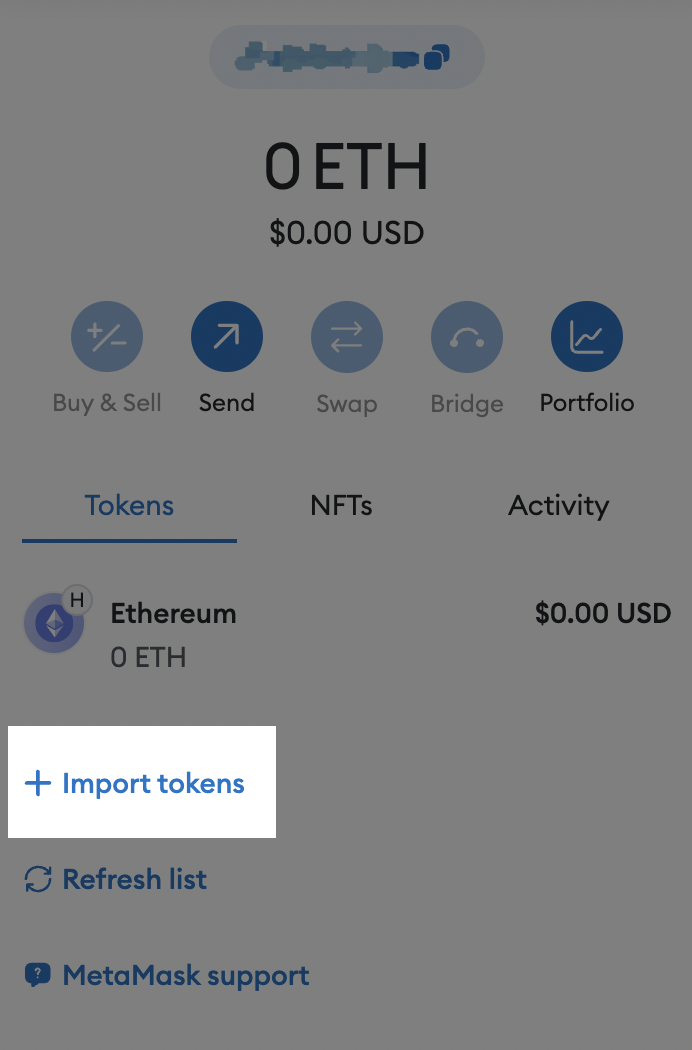 0 ETH
$0.00 USD
Buy & Sell Send Swap Bridge Portfolio
Tokens NFTs Activity
H
Ethereum $0.00 USD
0 ETH
+ Import tokens
Refresh list
? MetaMask support